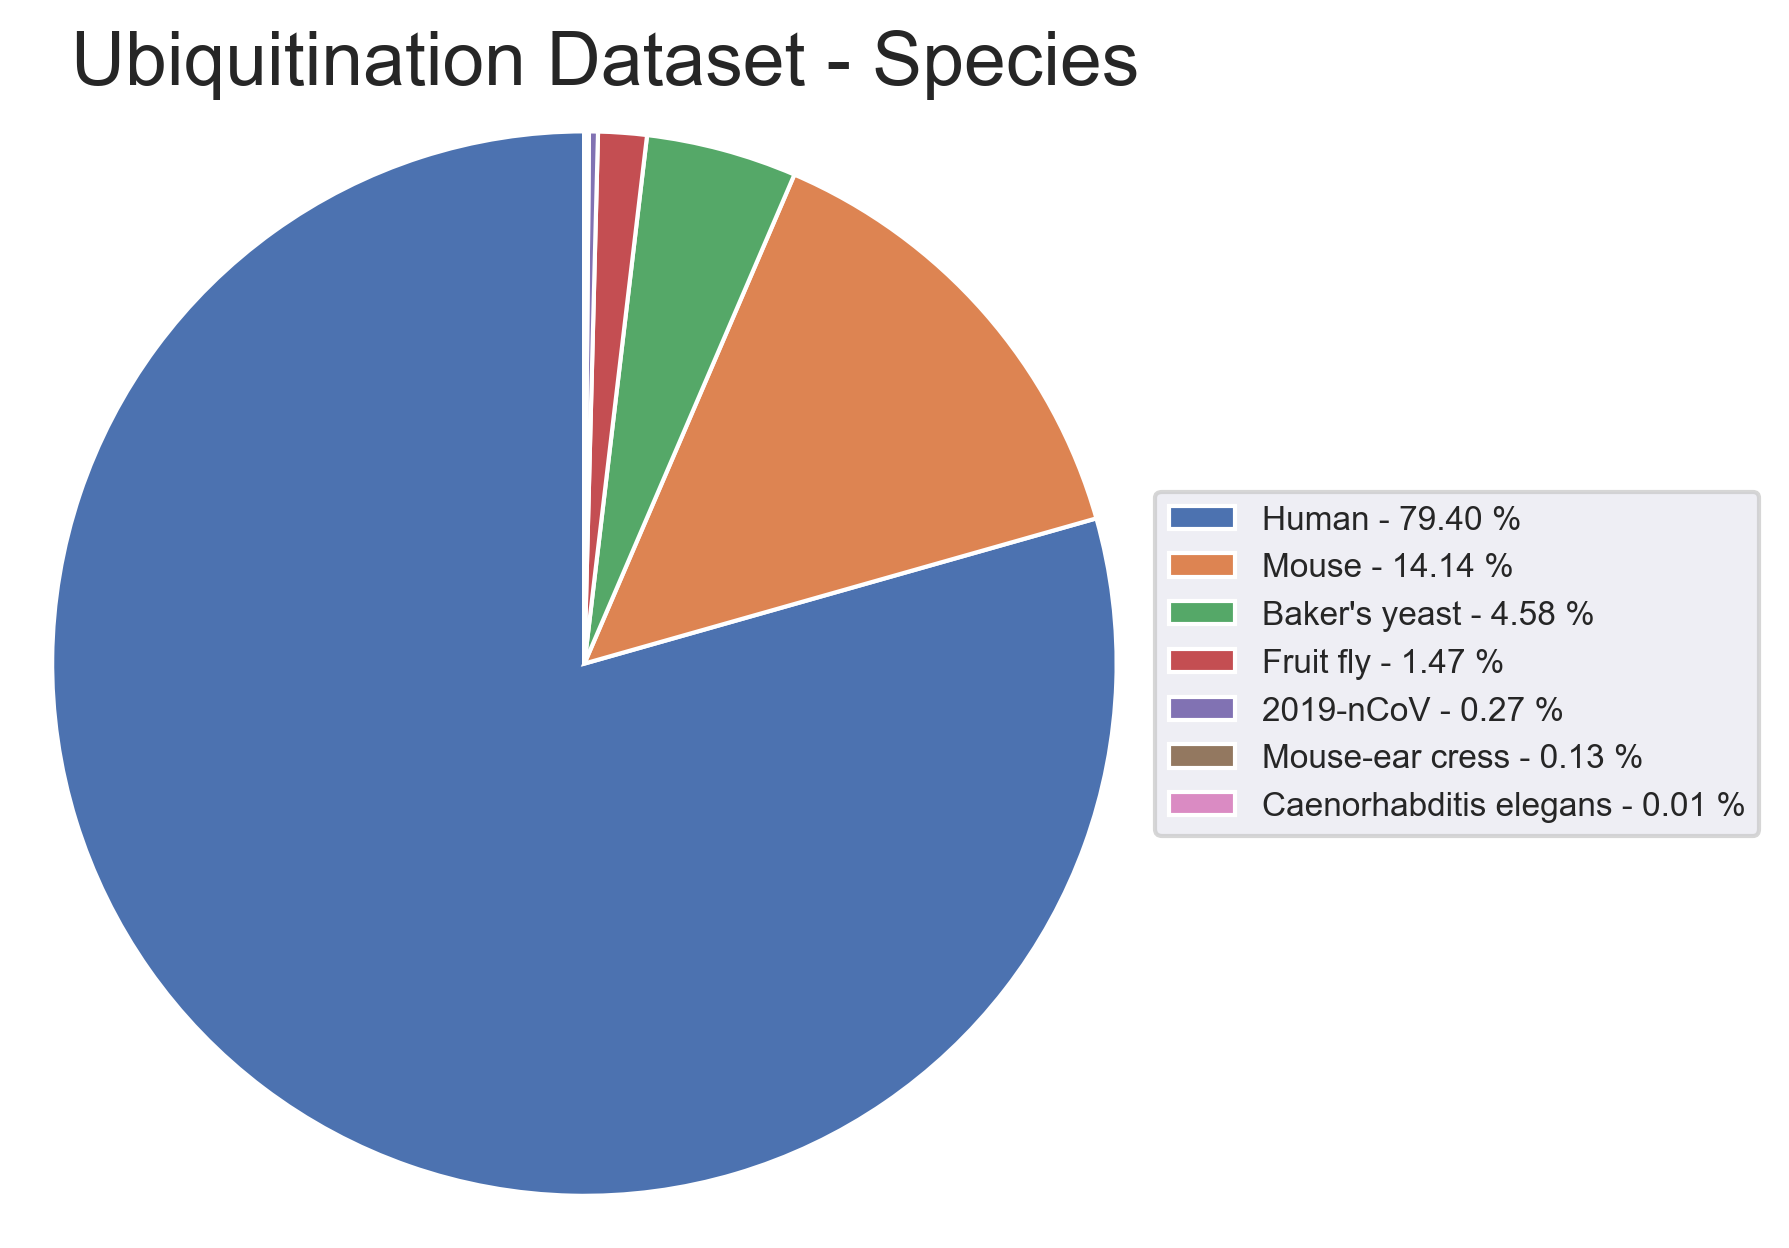 Ubiquitination Dataset - Species
Human - 79.40 %
Mouse - 14.14 %
Baker's yeast - 4.58 %
Fruit fly - 1.47 %
2019-nCoV - 0.27 %
Mouse-ear cress - 0.13 %
Caenorhabditis elegans - 0.01 %